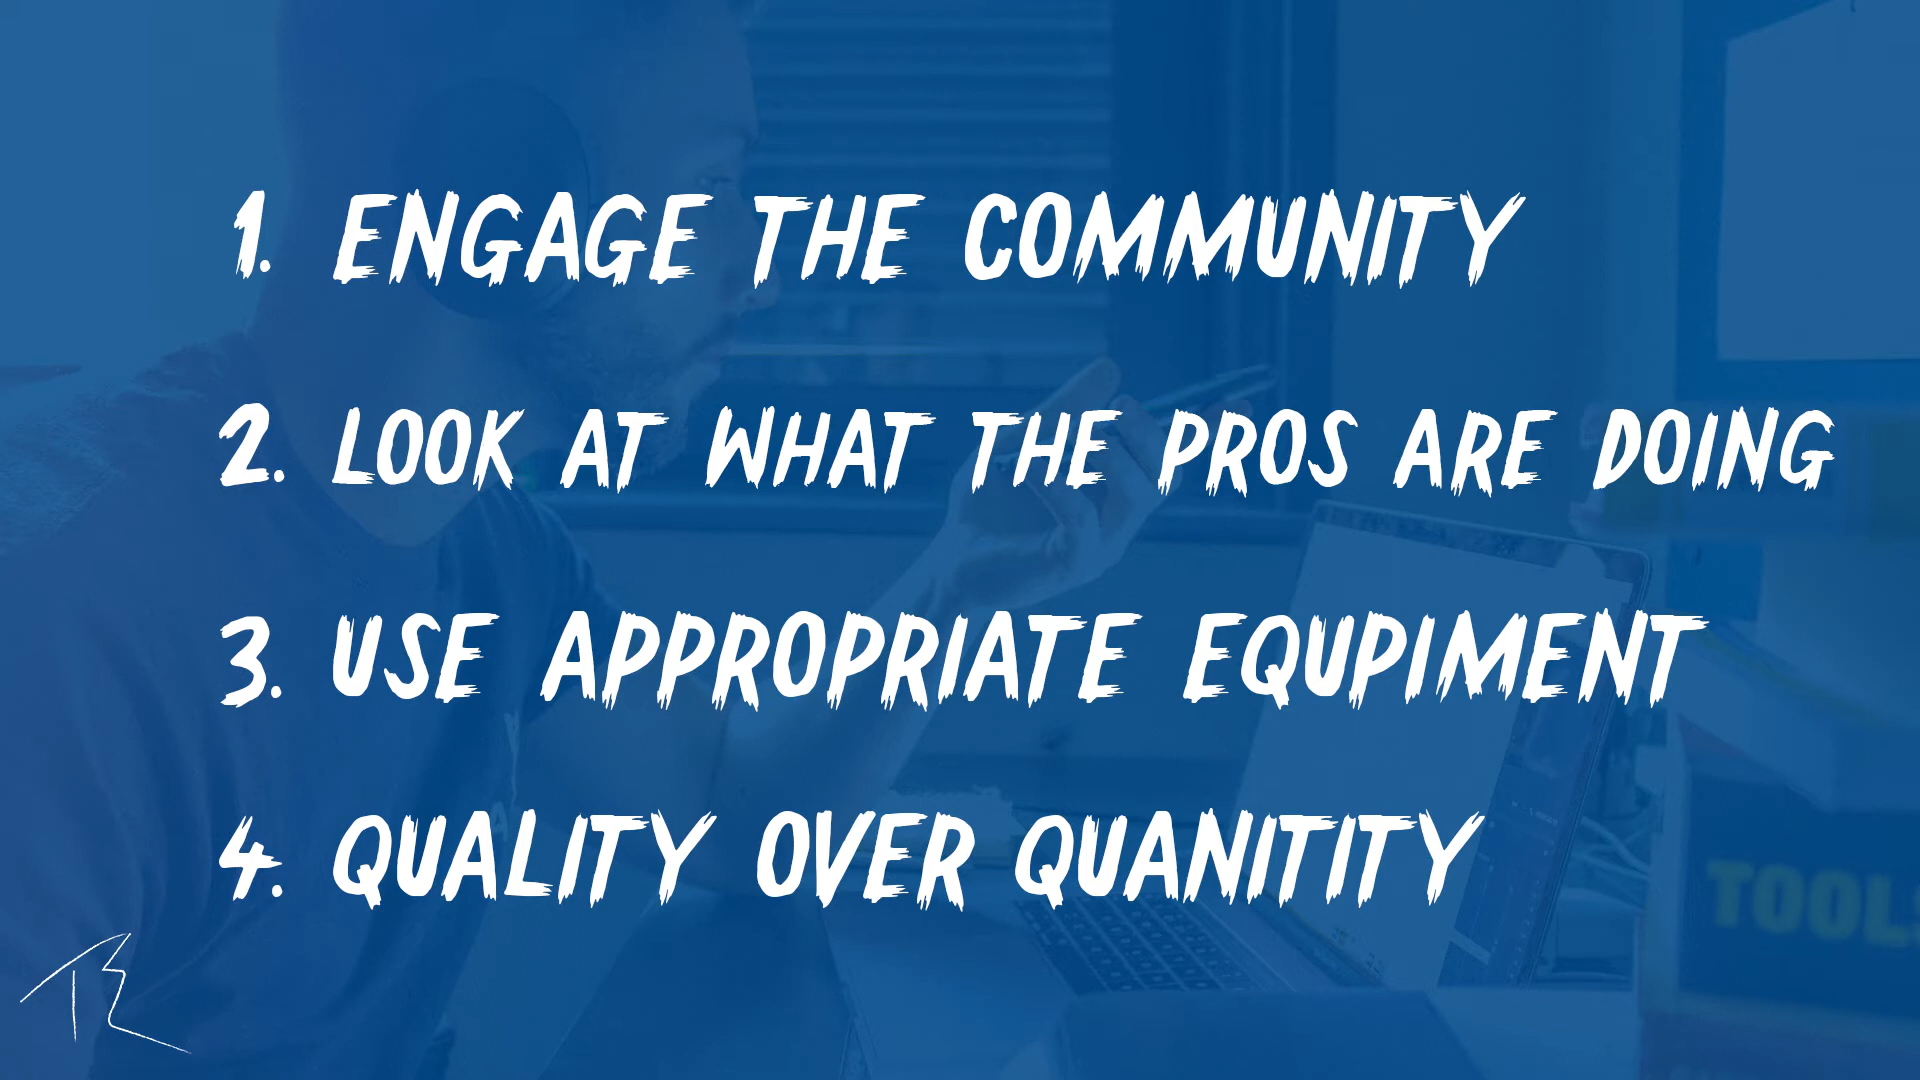 1. ENGAGE THE COMMUNITY
2. LOOK AT WHAT THE PROS ARE DOING
3. USE APPROPRIATE EQUPIMENT
4. QUALITY OVER QUANITITY
TOOLS